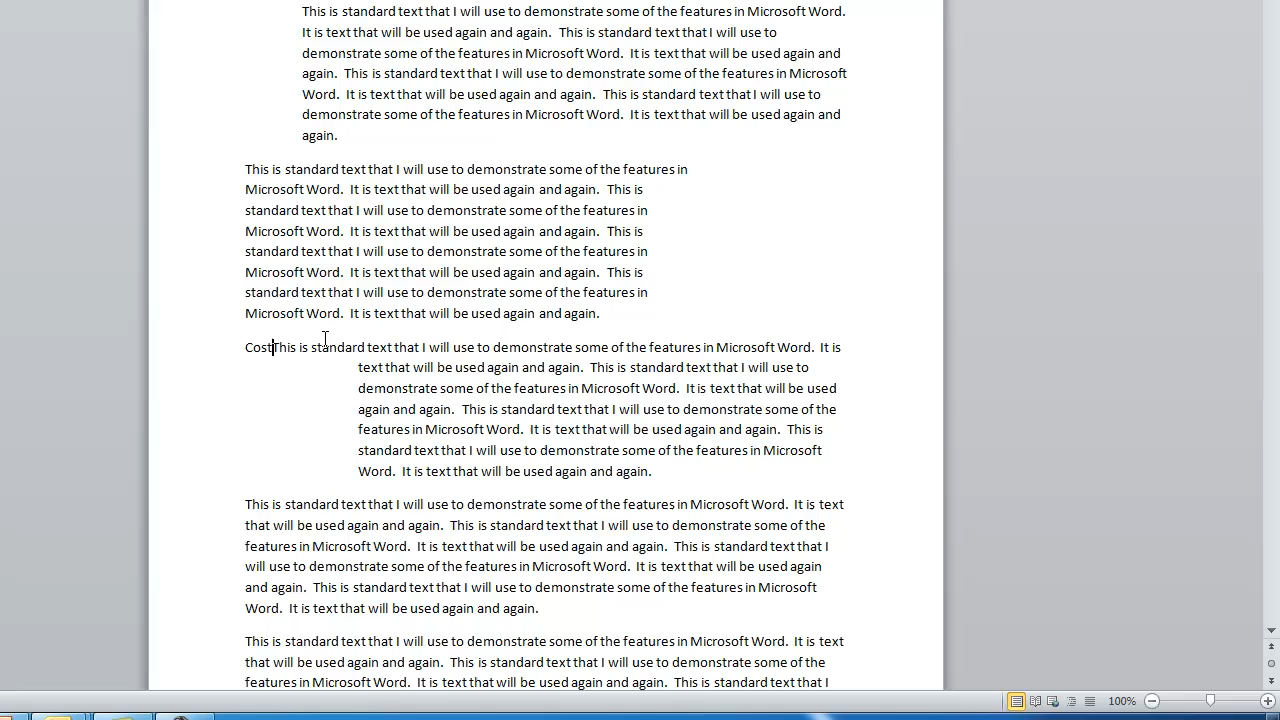 This is standard text that I will use to demonstrate some of the features in Microsoft Word.
It is text that will be used again and again.  This is standard text that I will use to
demonstrate some of the features in Microsoft Word.  It is text that will be used again and
again.  This is standard text that I will use to demonstrate some of the features in Microsoft
Word.  It is text that will be used again and again.  This is standard text that I will use to
demonstrate some of the features in Microsoft Word.  It is text that will be used again and
again.
This is standard text that I will use to demonstrate some of the features in
Microsoft Word.  It is text that will be used again and again.  This is
standard text that I will use to demonstrate some of the features in
Microsoft Word.  It is text that will be used again and again.  This is
standard text that I will use to demonstrate some of the features in
Microsoft Word.  It is text that will be used again and again.  This is
standard text that I will use to demonstrate some of the features in
Microsoft Word.  It is text that will be used again and again.
CostThis is standard text that I will use to demonstrate some of the features in Microsoft Word.  It is
text that will be used again and again.  This is standard text that I will use to
demonstrate some of the features in Microsoft Word.  It is text that will be used
again and again.  This is standard text that I will use to demonstrate some of the
features in Microsoft Word.  It is text that will be used again and again.  This is
standard text that I will use to demonstrate some of the features in Microsoft
Word.  It is text that will be used again and again.
This is standard text that I will use to demonstrate some of the features in Microsoft Word.  It is text
that will be used again and again.  This is standard text that I will use to demonstrate some of the
features in Microsoft Word.  It is text that will be used again and again.  This is standard text that I
will use to demonstrate some of the features in Microsoft Word.  It is text that will be used again
and again.  This is standard text that I will use to demonstrate some of the features in Microsoft
Word.  It is text that will be used again and again.
This is standard text that I will use to demonstrate some of the features in Microsoft Word.  It is text
that will be used again and again.  This is standard text that I will use to demonstrate some of the
features in Microsoft Word.  It is text that will be used again and again.  This is standard text that I
100%